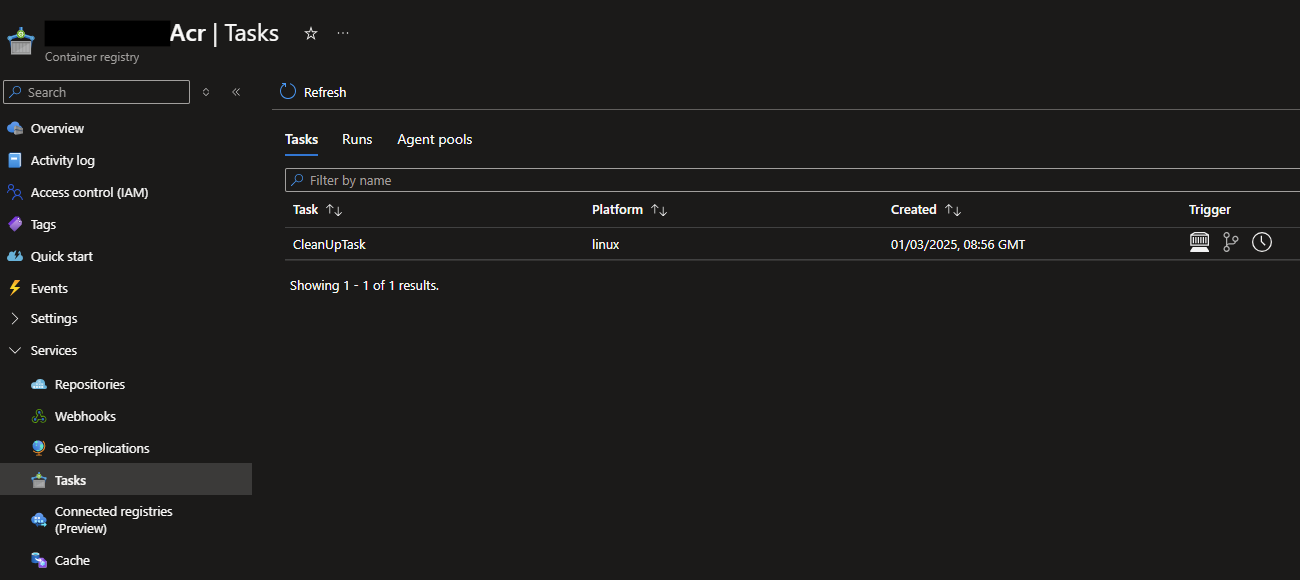 Acr | Tasks
Container registry
Search
Refresh
Overview
Activity log
Access control (IAM)
Tags
Quick start
Events
Settings
Services
Repositories
Webhooks
Geo-replications
Tasks
Connected registries
(Preview)
Cache
Tasks Runs Agent pools
Filter by name
Task Platform Created Trigger
CleanUpTask linux 01/03/2025, 08:56 GMT
Showing 1 - 1 of 1 results.